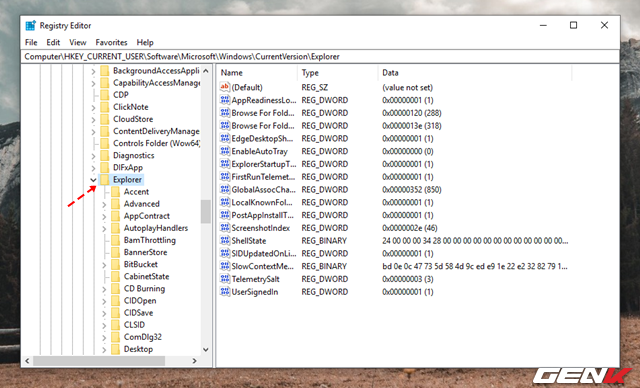 Registry Editor
File Edit View Favorites Help
Computer\HKEY_CURRENT_USER\Software\Microsoft\Windows\CurrentVersion\Explorer
BackgroundAccessAppli
CapabilityAccessManage
CDP
ClickNote
CloudStore
ContentDeliveryManage
Controls Folder (Wow64)
Diagnostics
DIFxApp
Explorer
Accent
Advanced
AppContract
AutoplayHandlers
BamThrottling
BannerStore
BitBucket
CabinetState
CD Burning
CIDOpen
CIDSave
CLSID
ComDlg32
Desktop
Name Type Data
(Default) REG_SZ (value not set)
AppReadinessLo... REG_DWORD 0x00000001 (1)
Browse For Fold... REG_DWORD 0x00000120 (288)
Browse For Fold... REG_DWORD 0x0000013e (318)
EdgeDesktopSh... REG_DWORD 0x00000001 (1)
EnableAutoTray REG_DWORD 0x00000000 (0)
ExplorerStartupT... REG_DWORD 0x00000001 (1)
FirstRunTelemet... REG_DWORD 0x00000001 (1)
GlobalAssocCha... REG_DWORD 0x00000352 (850)
LocalKnownFol... REG_DWORD 0x00000001 (1)
PostAppInstallT... REG_DWORD 0x00000001 (1)
ScreenshotIndex REG_DWORD 0x0000002e (46)
ShellState REG_BINARY 24 00 00 00 34 28 00 00 00 00 00 00 00 00 00 00 00 00...
SIDUpdatedOnLi... REG_DWORD 0x00000001 (1)
SlowContextMe... REG_BINARY bd 0e 0c 47 73 5d 58 4d 9c ed e9 1e 22 e2 32 82 79 1...
TelemetrySalt REG_DWORD 0x00000003 (3)
UserSignedIn REG_DWORD 0x00000001 (1)
GENK